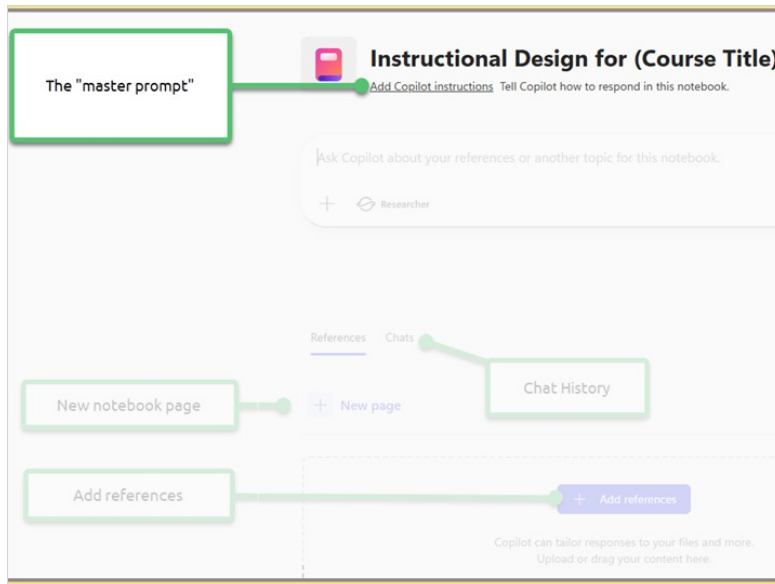 The "master prompt"
Instructional Design for (Course Title)
Add Copilot instructions Tell Copilot how to respond in this notebook.
Ask Copilot about your references or another topic for this notebook.
Researcher
References Chats
Chat History
New notebook page
+ New page
Add references
+ Add references
Copilot can tailor responses to your files and more.
Upload or drag your content here.